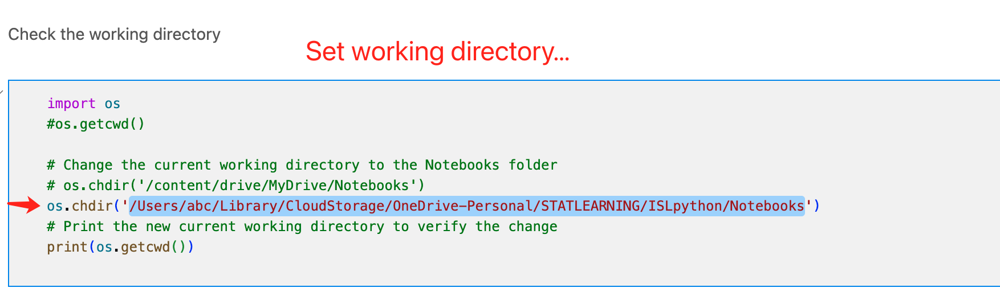 Check the working directory
Set working directory...
import os
#os.getcwd()
# Change the current working directory to the Notebooks folder
# os.chdir('/content/drive/MyDrive/Notebooks')
os.chdir('/Users/abc/Library/CloudStorage/OneDrive-Personal/STATLEARNING/ISLpython/Notebooks')
# Print the new current working directory to verify the change
print(os.getcwd())